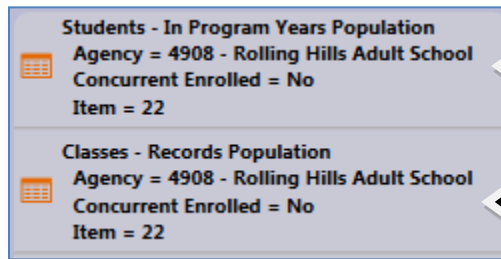 Students - In Program Years Population
Agency = 4908 - Rolling Hills Adult School
Concurrent Enrolled = No
Item = 22
Classes - Records Population
Agency = 4908 - Rolling Hills Adult School
Concurrent Enrolled = No
Item = 22